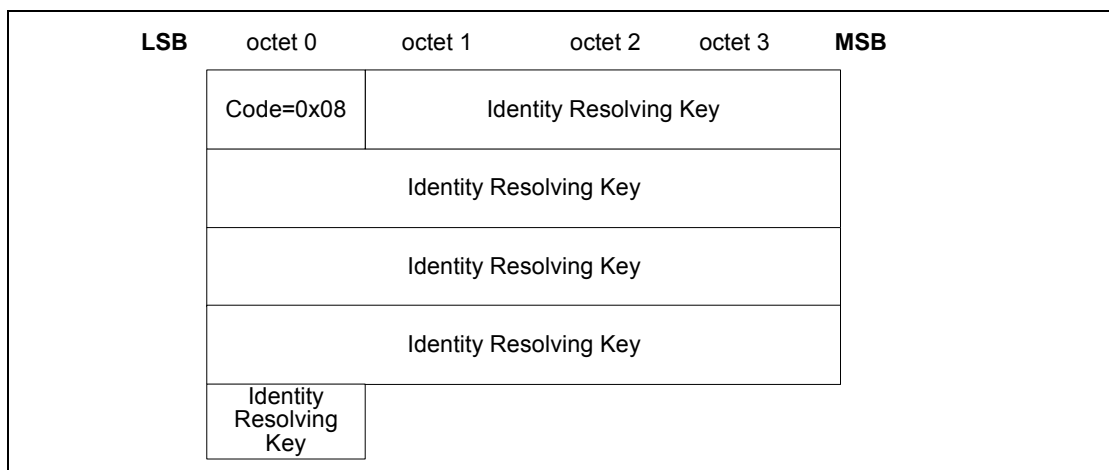 LSB octet 0 octet 1 octet 2 octet 3 MSB
Code=0x08 Identity Resolving Key
Identity Resolving Key
Identity Resolving Key
Identity Resolving Key
Identity
Resolving
Key